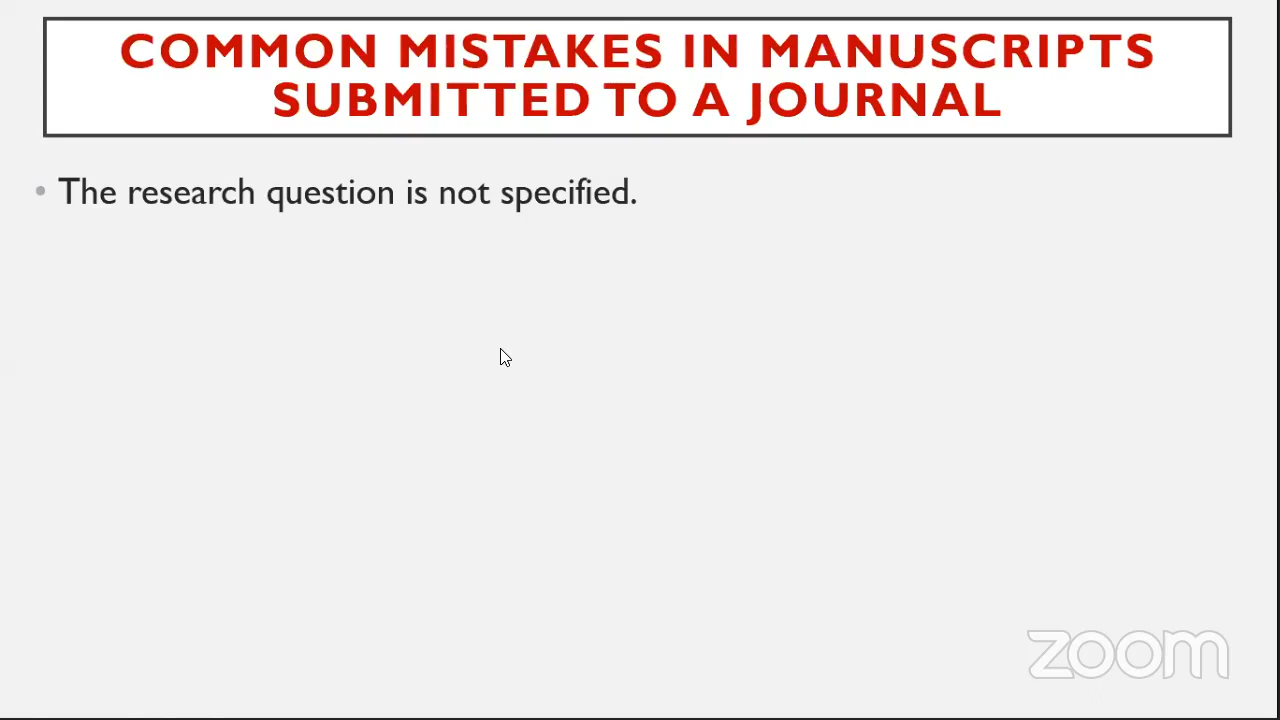 COMMON MISTAKES IN MANUSCRIPTS
SUBMITTED TO A JOURNAL
• The research question is not specified.
zoom